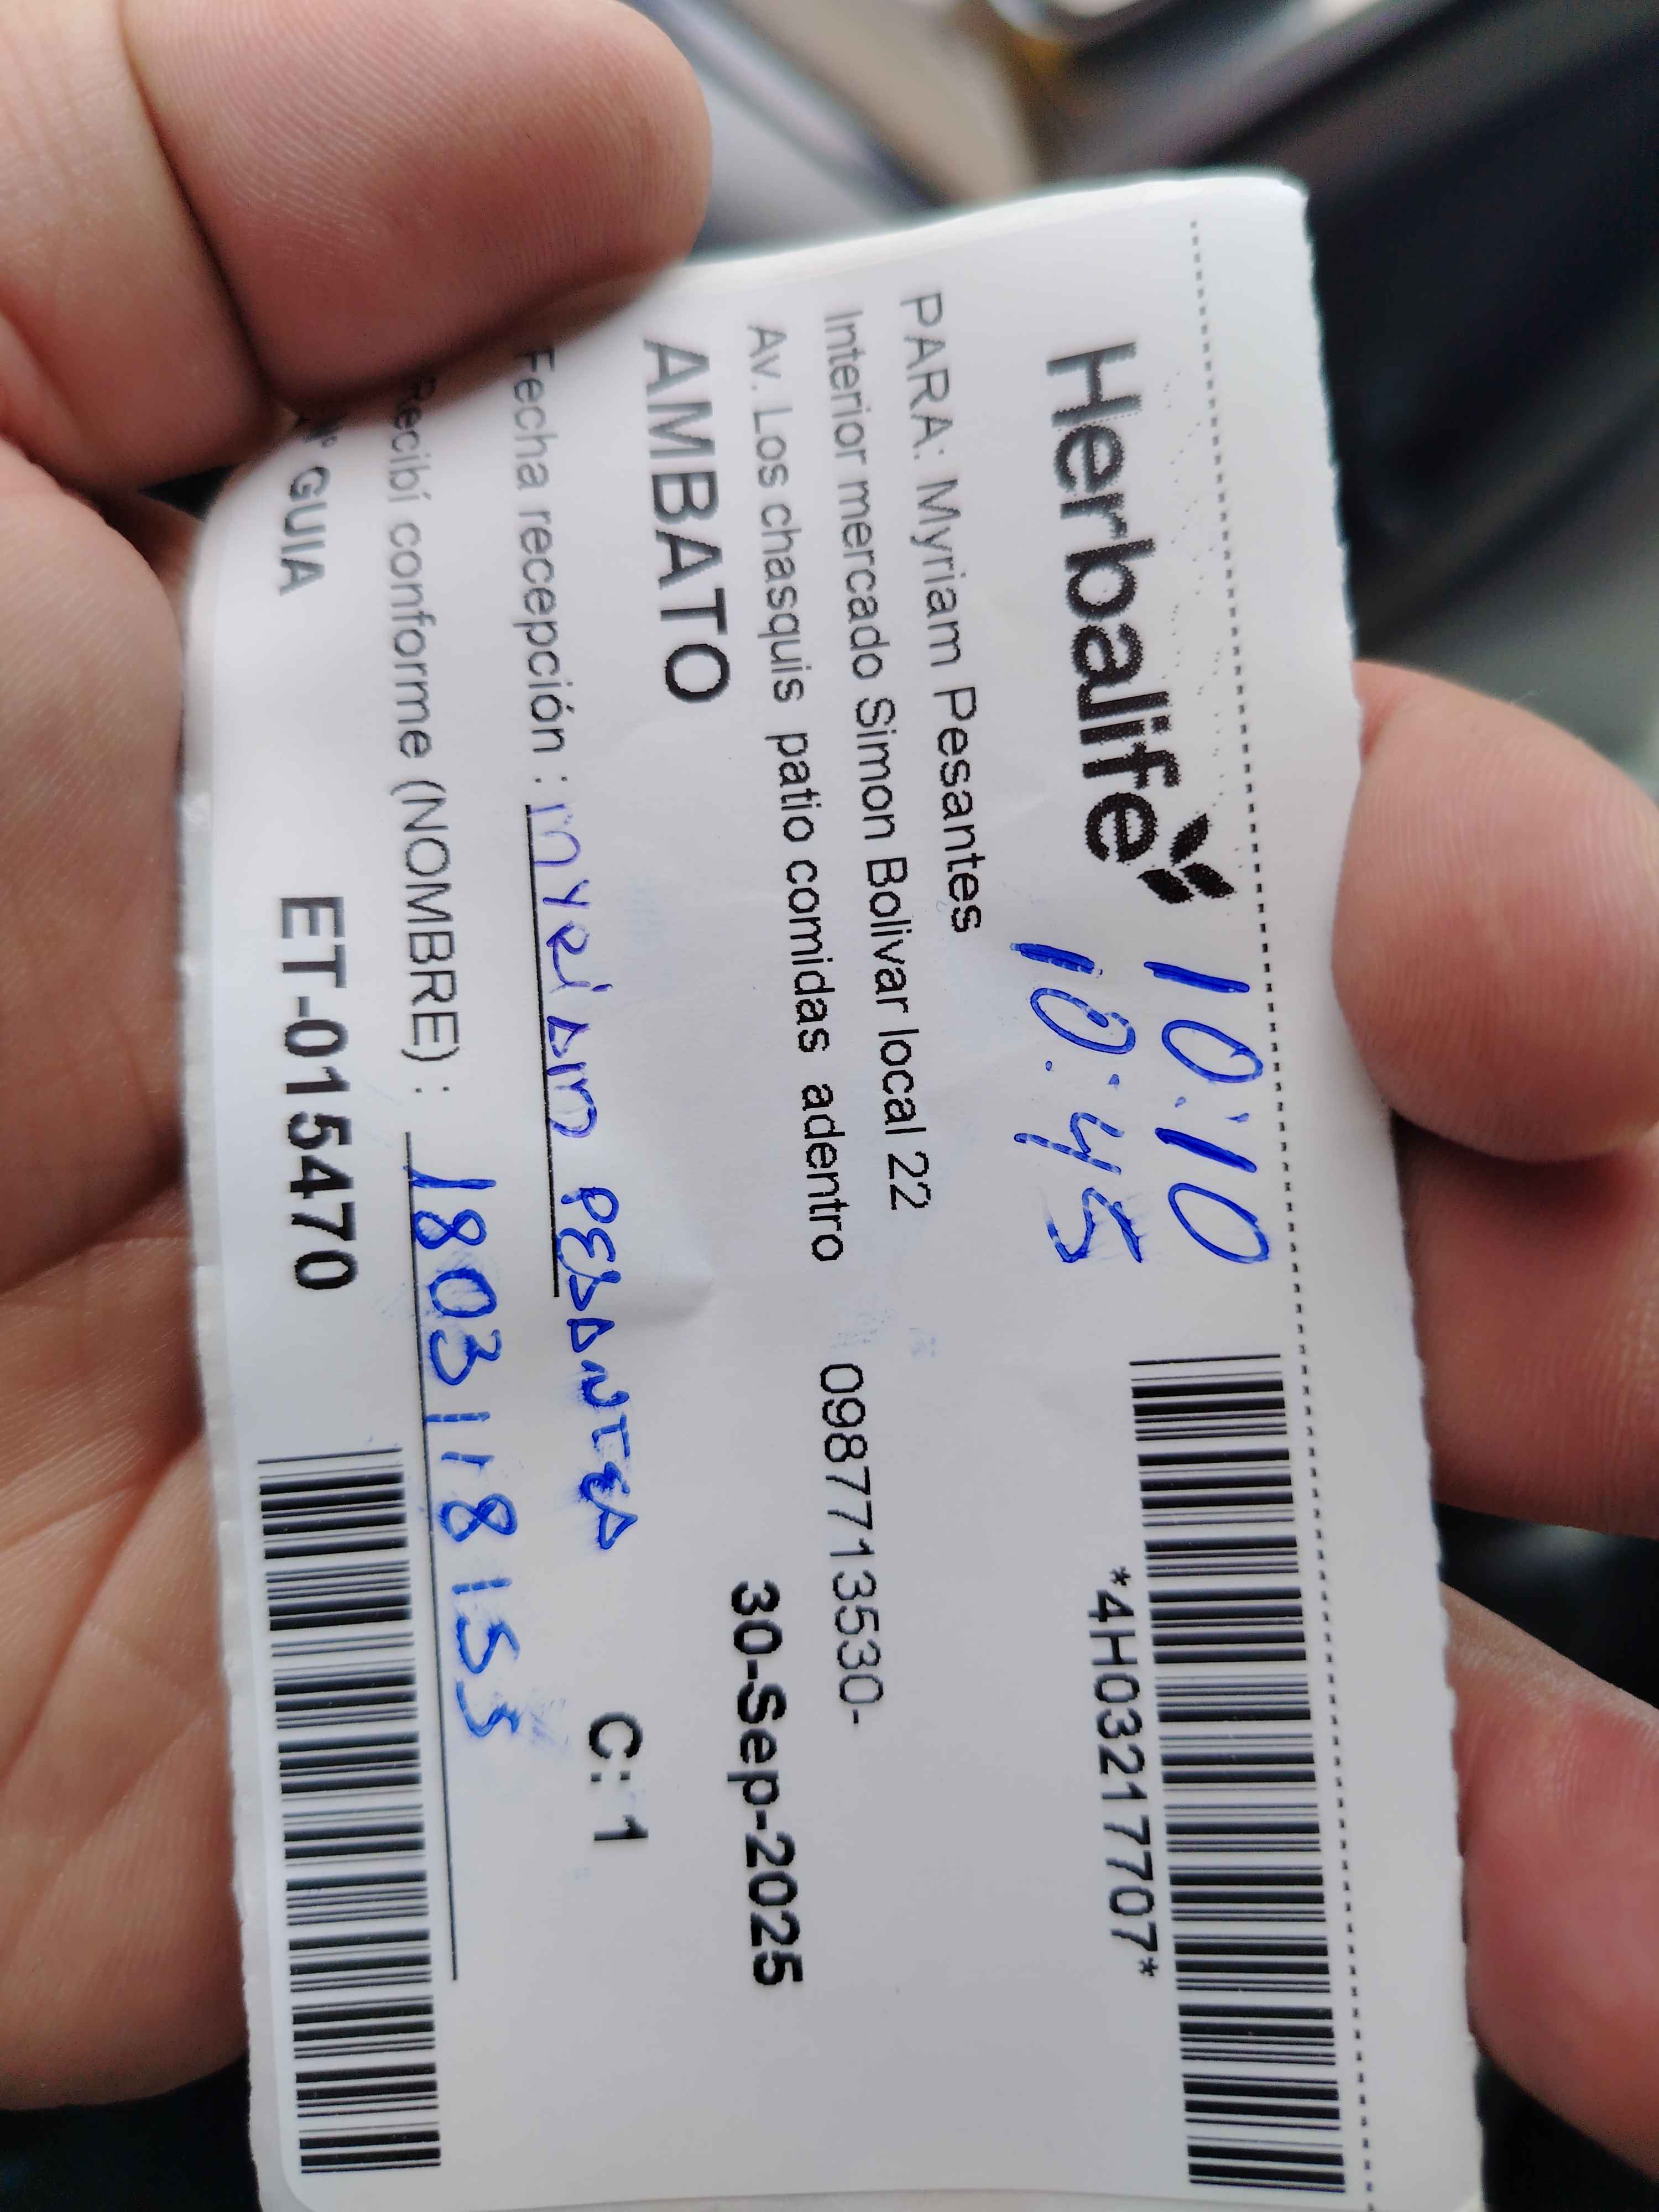 Herbalife
10:10
10:45
*4H03217707*
PARA: Myriam Pesantes
Interior mercado Simon Bolivar local 22
Av. Los chasquis patio comidas adentro 0987713530-
AMBATO 30-Sep-2025
Fecha recepción : Myriam PESANTES C: 1
Recibí conforme (NOMBRE) : 1803118155
N° GUIA ET-015470